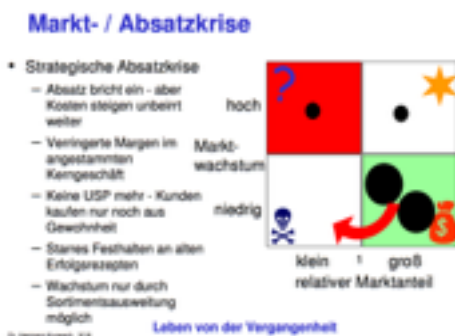 Markt- / Absatzkrise
• Strategische Absatzkrise
– Absatz bricht ein - aber
Kosten steigen unbeirrt
weiter
– Verringerte Margen im
angestammten
Kerngeschäft
– Keine USP mehr - Kunden
kaufen nur noch aus
Gewohnheit
– Starres Festhalten an alten
Erfolgsrezepten
– Wachstum nur durch
Sortimentsausweitung
möglich
hoch
Markt-
wachstum
niedrig
?
$
klein 1 groß
relativer Marktanteil
Leben von der Vergangenheit